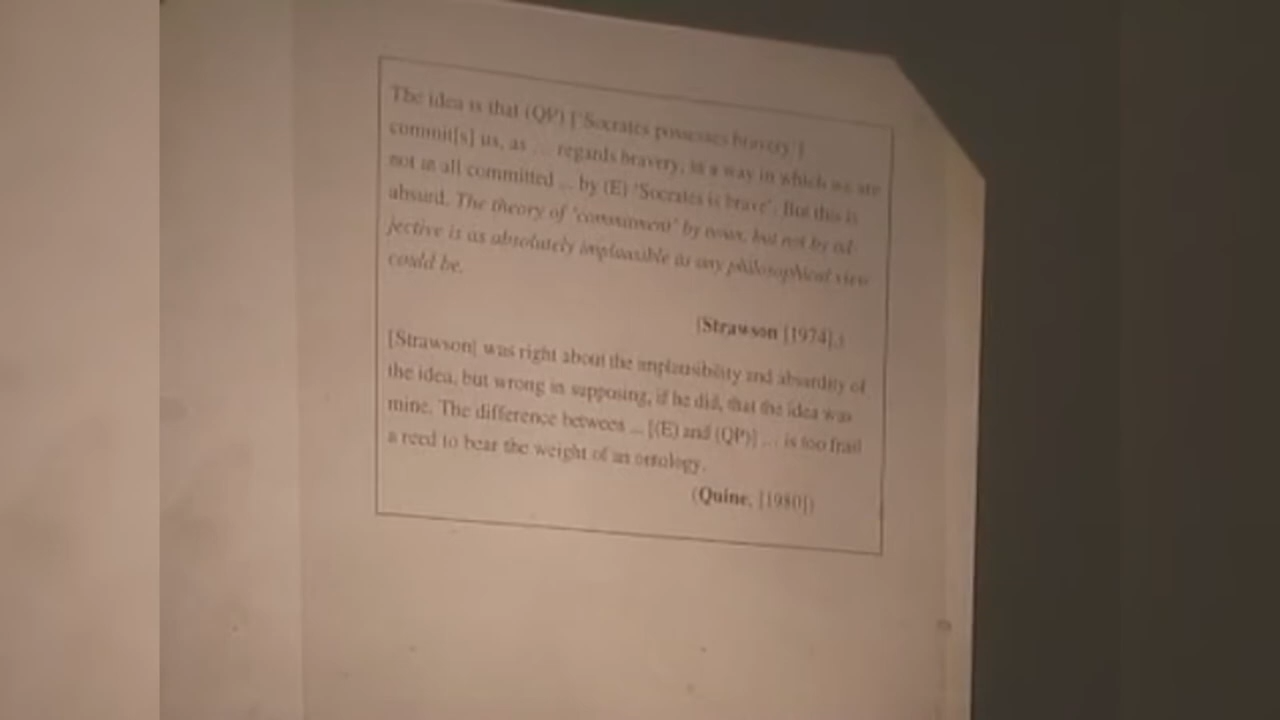 The idea is that (QP) ['Socrates possesses bravery']
commit[s] us, as ... regards bravery, in a way in which we are
not at all committed ... by (E) 'Socrates is brave'. But this is
absurd. The theory of 'commitment' by noun, but not by ad-
jective is as absolutely implausible as any philosophical view
could be.
(Strawson [1974].)
[Strawson] was right about the implausibility and absurdity of
the idea, but wrong in supposing, if he did, that the idea was
mine. The difference between ... [(E) and (QP)] ... is too frail
a reed to bear the weight of an ontology.
(Quine, [1980])